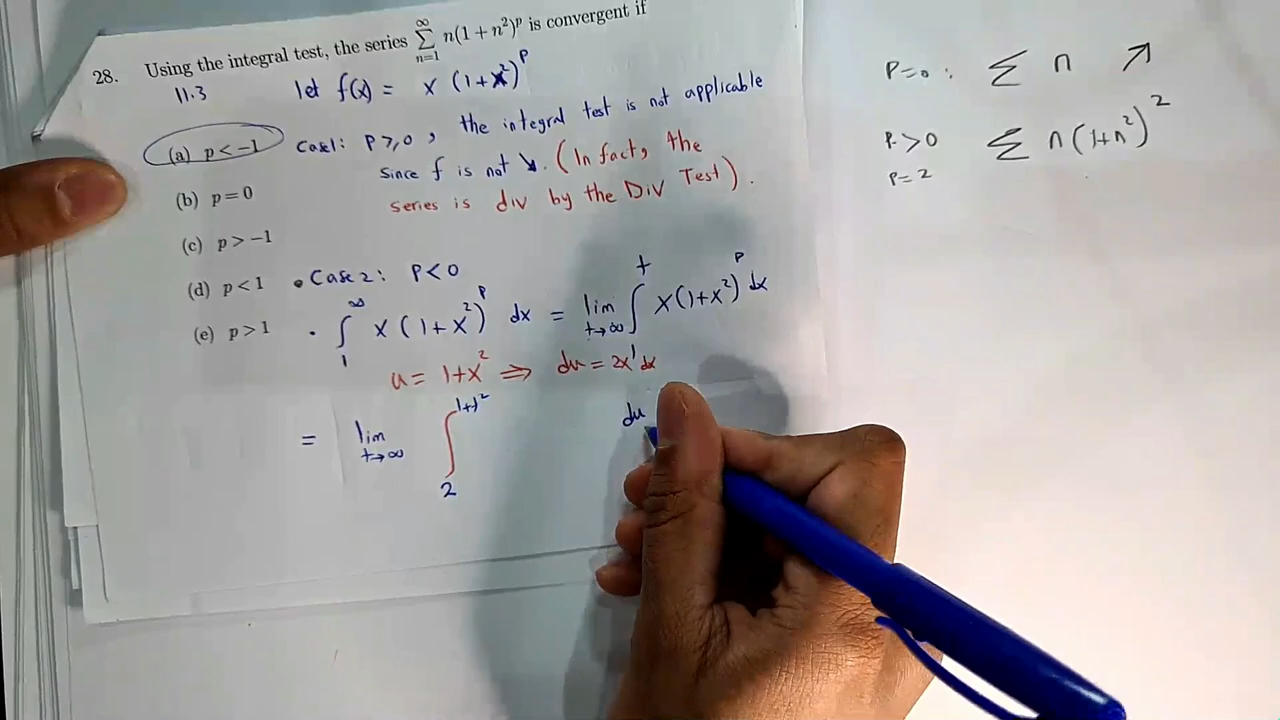 28. Using the integral test, the series ∑_{n=1}^{∞} n(1+n²)^p is convergent if
11.3 let f(x) = x (1+x²)^p
(a) p < −1 Case 1: P ≥ 0 , the integral test is not applicable
since f is not ↘. (In fact, the
series is div by the Div Test).
(b) p = 0
(c) p > −1
(d) p < 1
(e) p > 1
• Case 2: P < 0
• ∫_1^∞ x (1+x²)^p dx = lim_{t→∞} ∫^t x(1+x²)^p dx
u = 1+x² ⟹ du = 2x¹ dx
= lim_{t→∞} ∫_2^{1+t²} du
P=0 : ∑ n ↗
P>0 ∑ n(1+n²)²
P=2